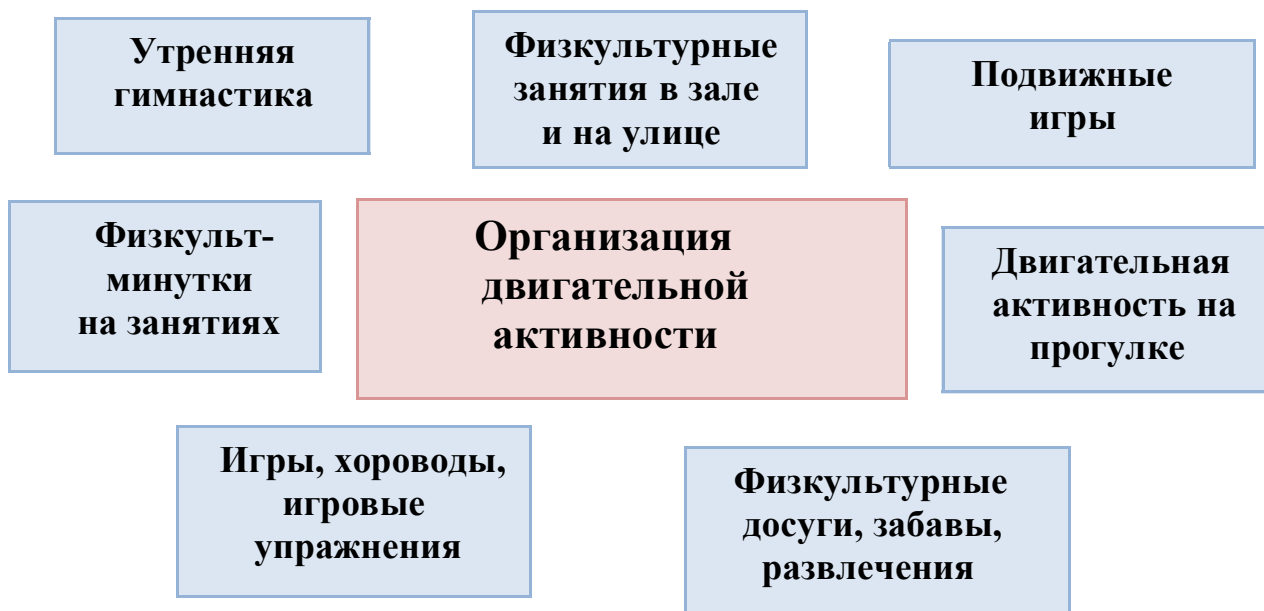 Утренняя
гимнастика
Физкультурные
занятия в зале
и на улице
Подвижные
игры
Физкульт-
минутки
на занятиях
Организация
двигательной
активности
Двигательная
активность на
прогулке
Игры, хороводы,
игровые
упражнения
Физкультурные
досуги, забавы,
развлечения